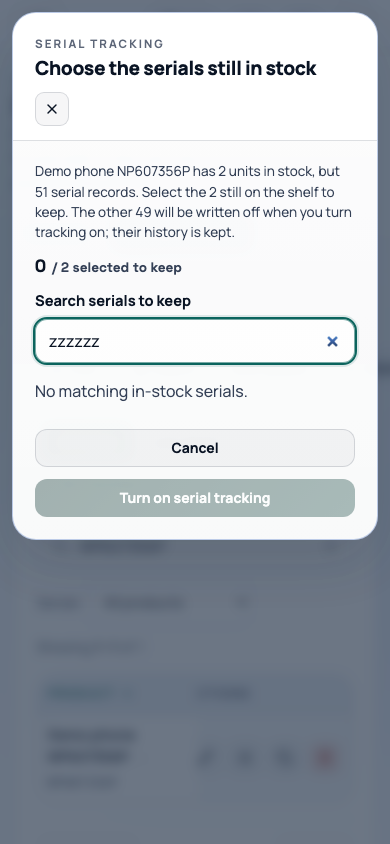 SERIAL TRACKING
Choose the serials still in stock
Demo phone NP607356P has 2 units in stock, but
51 serial records. Select the 2 still on the shelf to
keep. The other 49 will be written off when you turn
tracking on; their history is kept.
0 / 2 selected to keep
Search serials to keep
zzzzzz
No matching in-stock serials.
Cancel
Turn on serial tracking